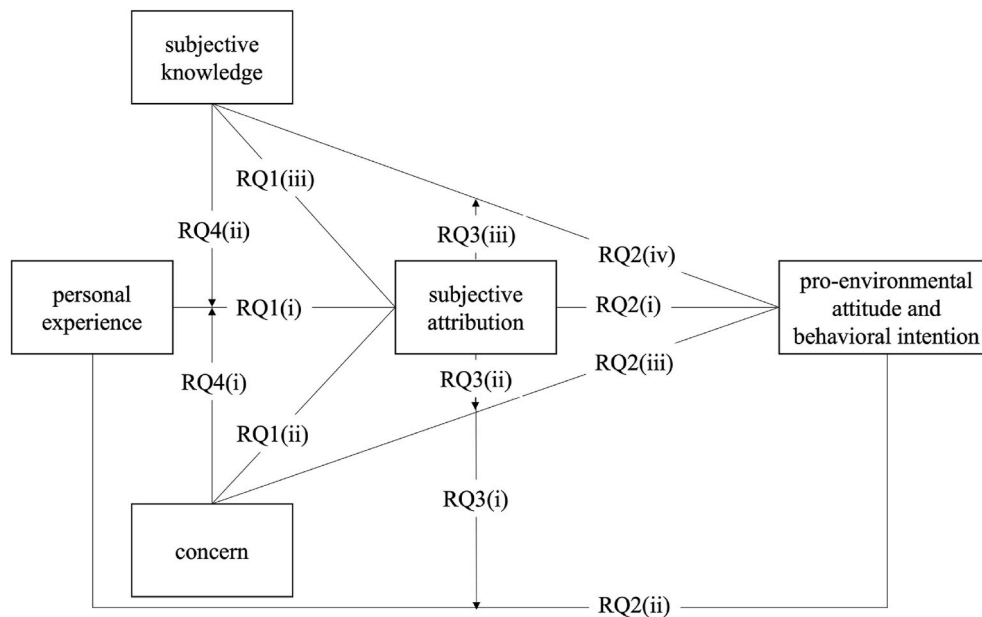 subjective
knowledge
RQ1(iii)
RQ4(ii)
RQ3(iii)
RQ2(iv)
personal
experience
RQ1(i)
subjective
attribution
RQ2(i)
pro-environmental
attitude and
behavioral intention
RQ4(i)
RQ3(ii)
RQ2(iii)
RQ1(ii)
RQ3(i)
concern
RQ2(ii)